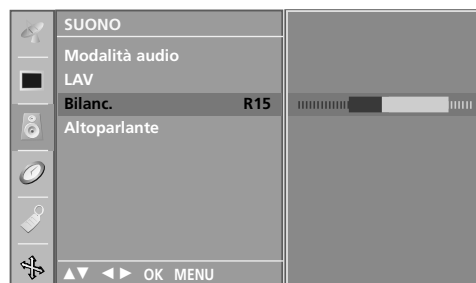 SUONO
Modalità audio
LAV
Bilanc. R15
Altoparlante
▲▼ ◄► OK MENU